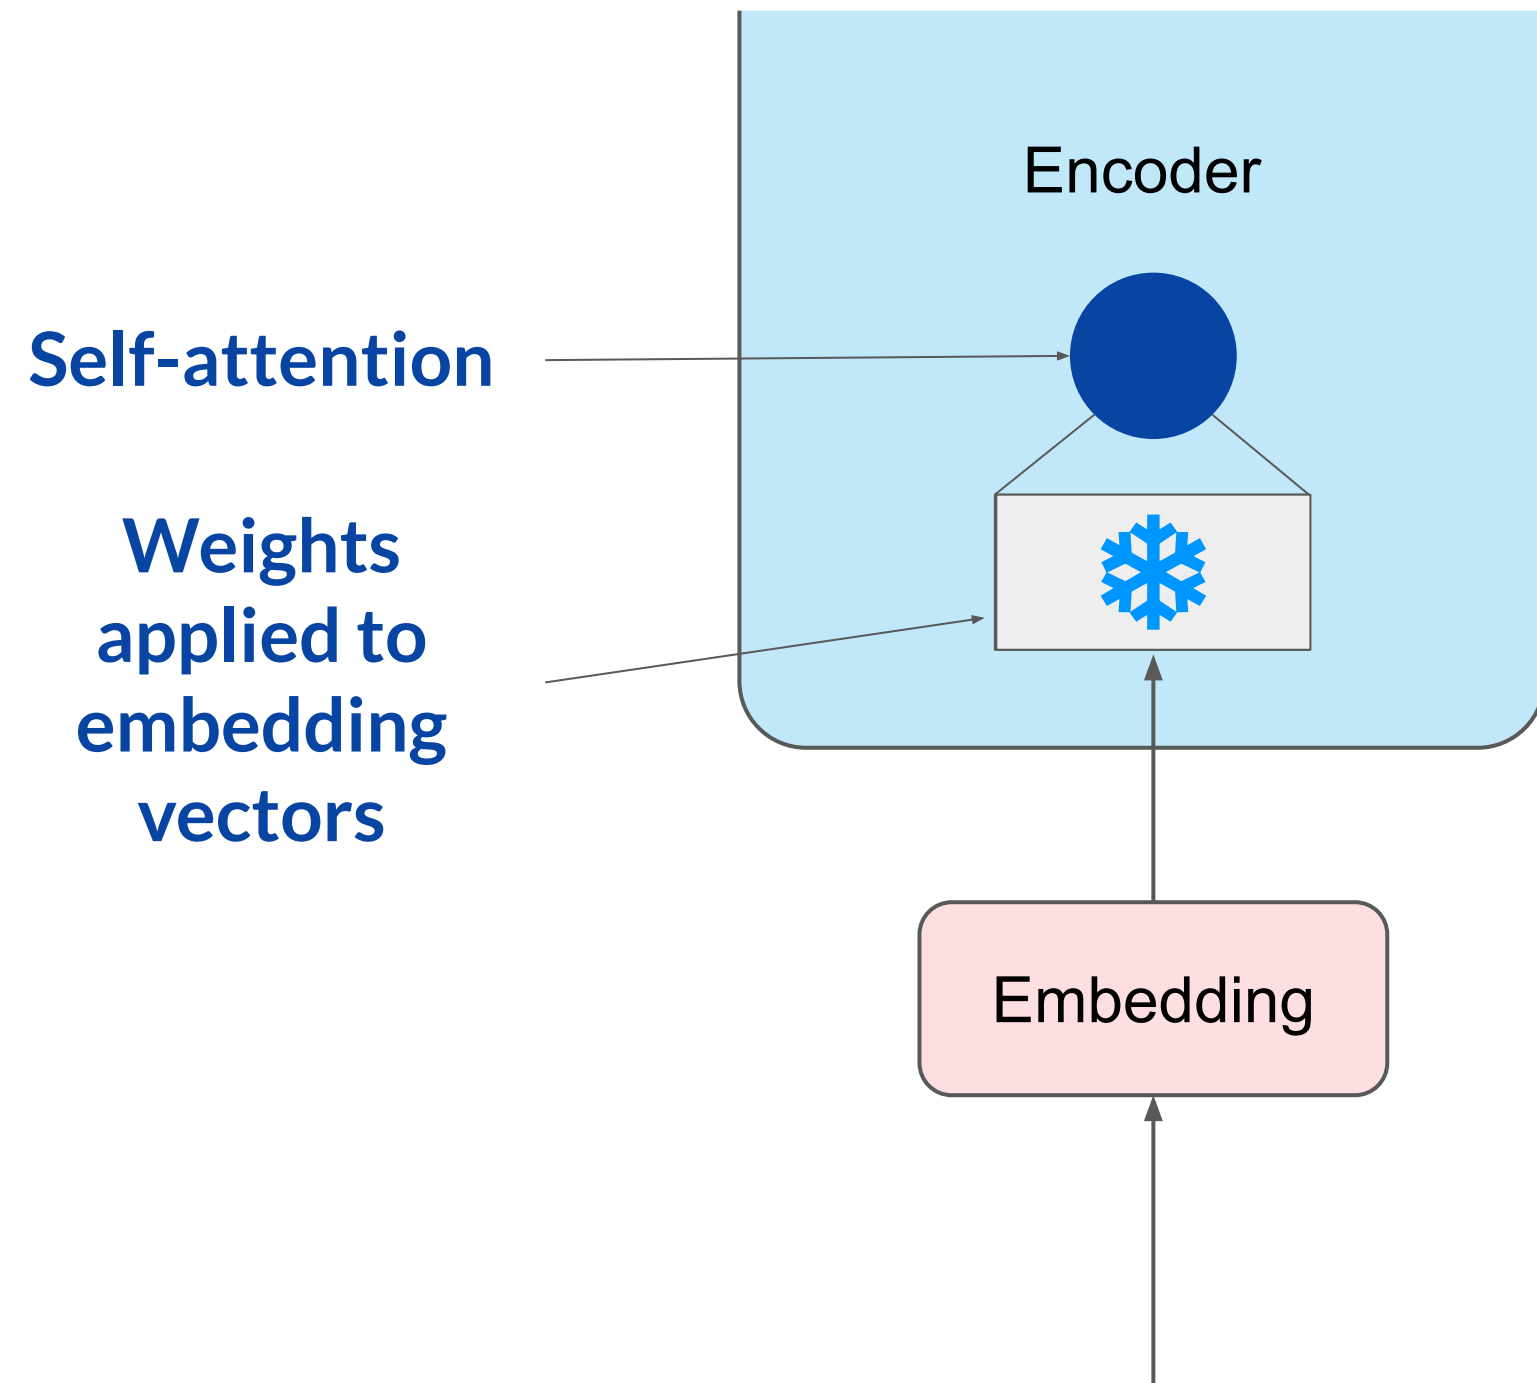 Encoder
Self-attention
Weights
applied to
embedding
vectors
Embedding